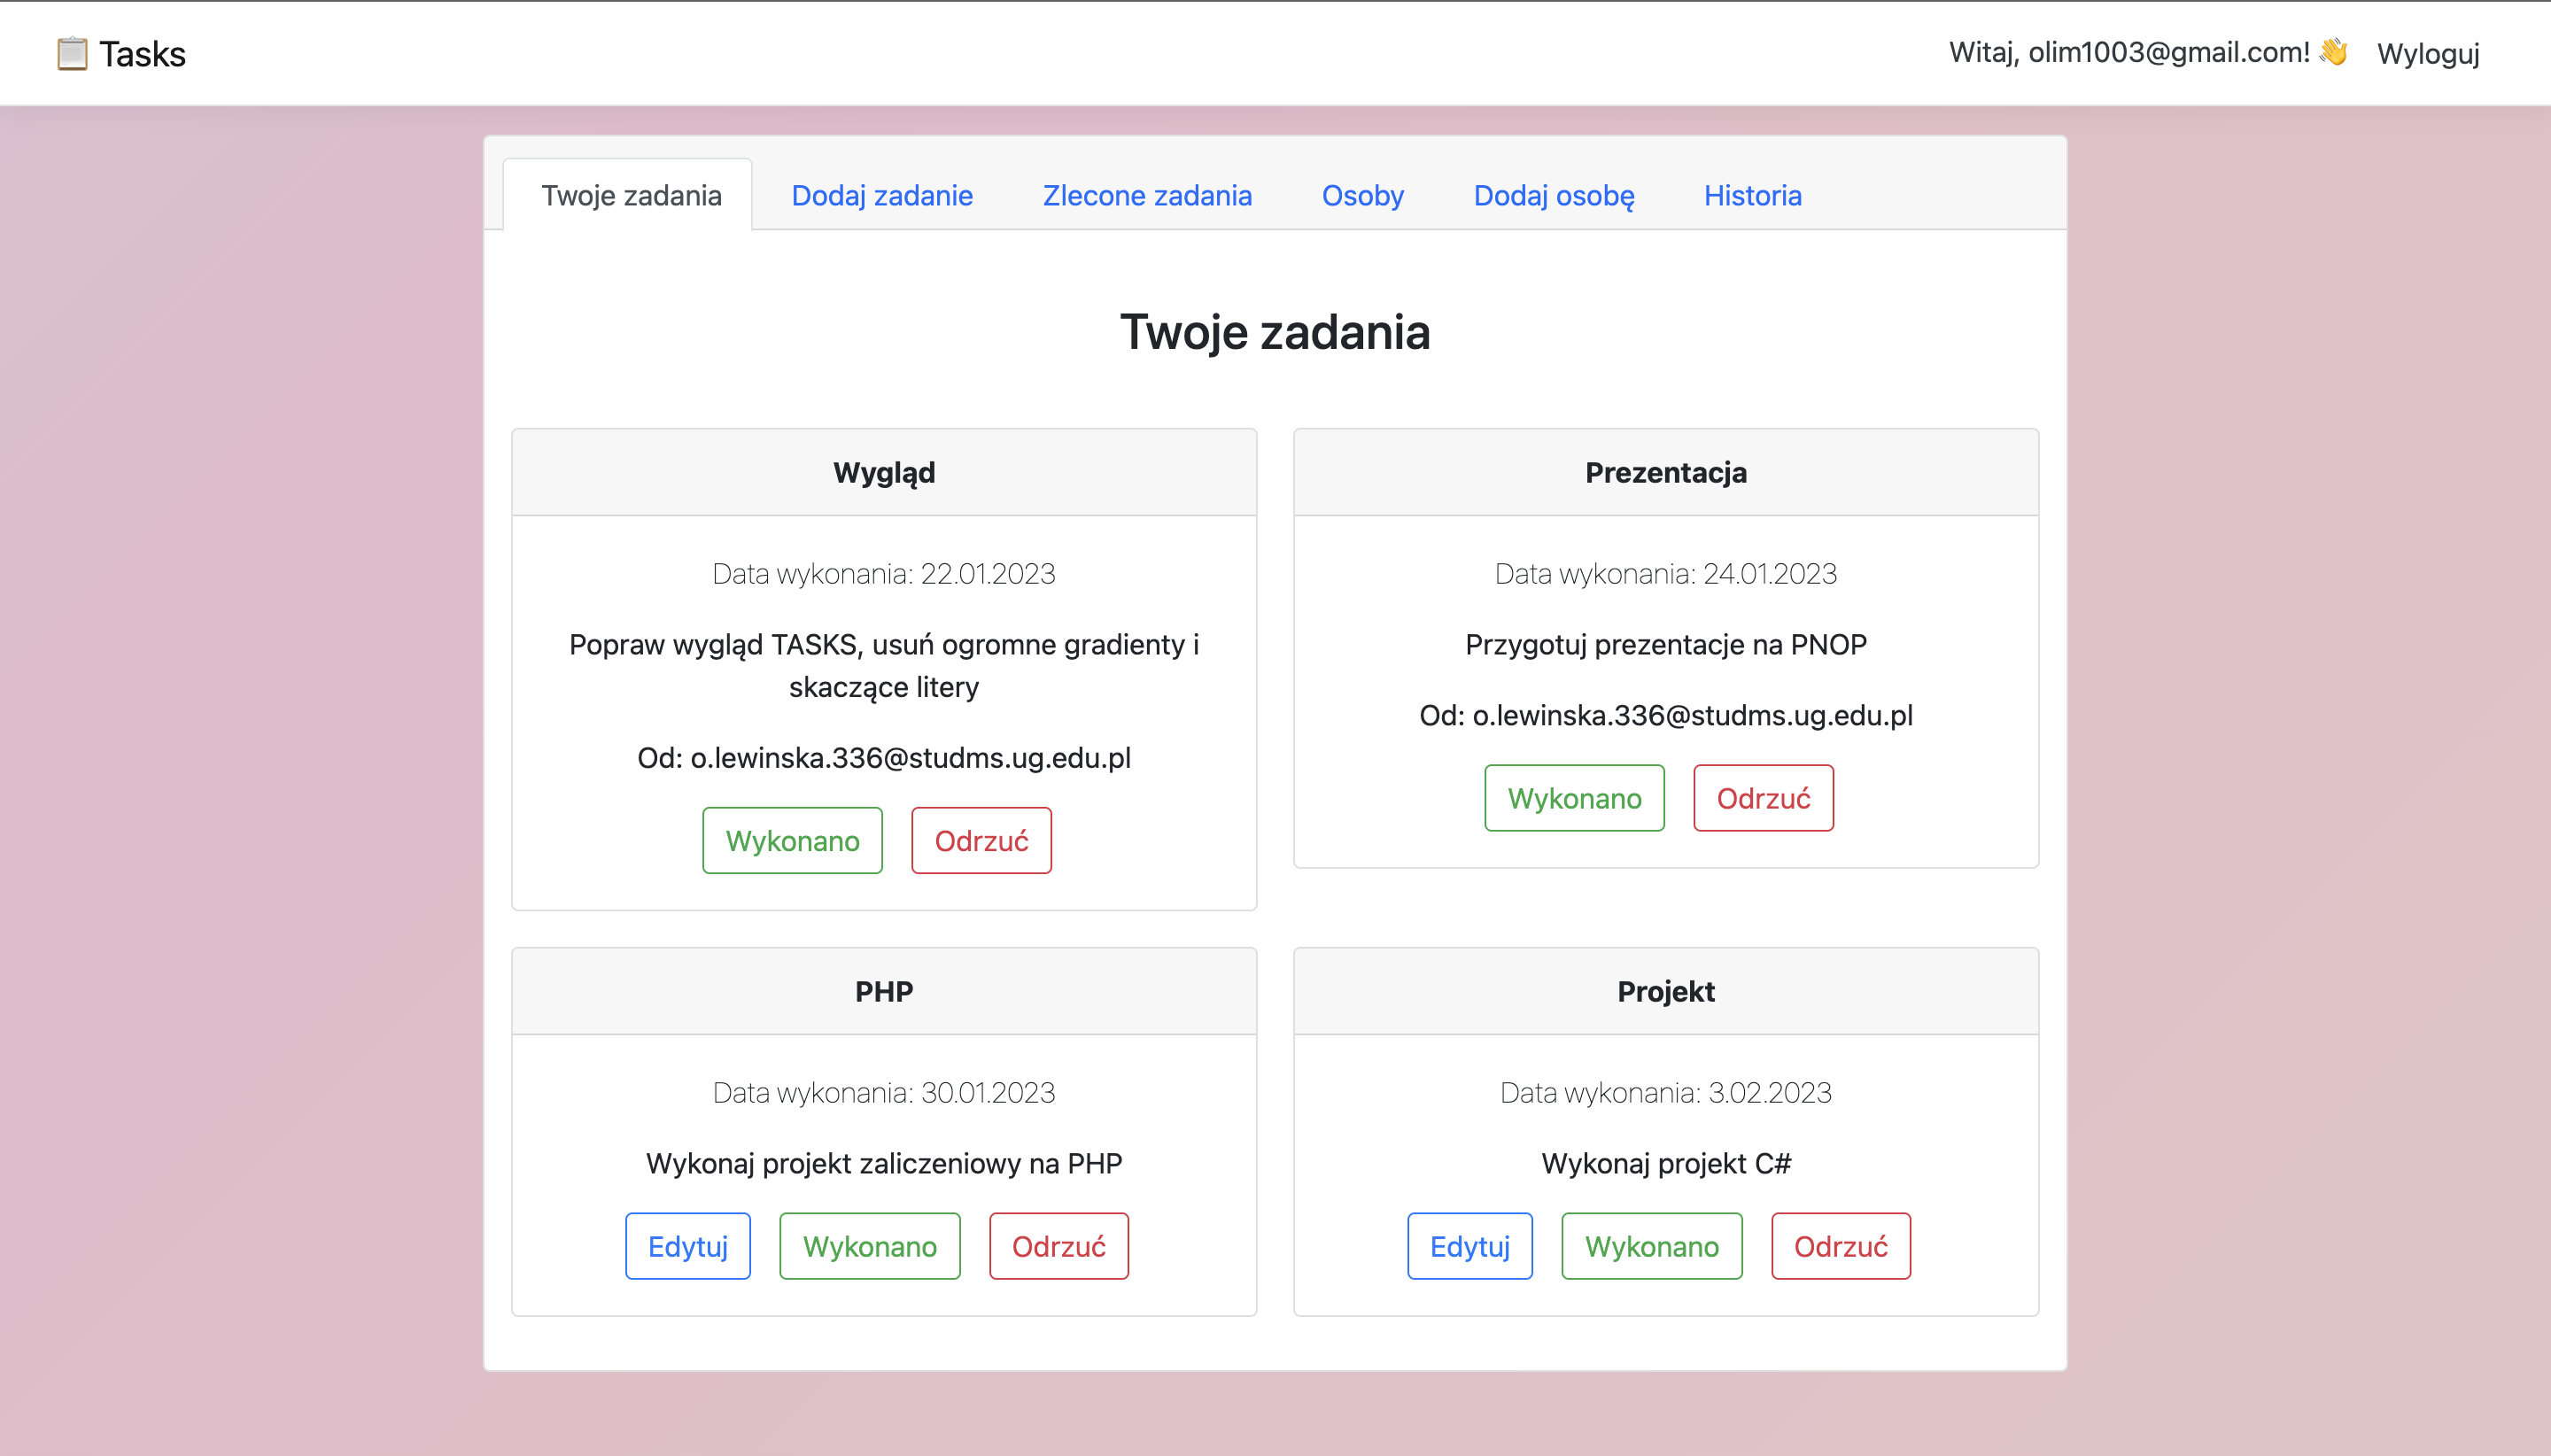 📋 Tasks
Witaj, olim1003@gmail.com! 👋 Wyloguj
Twoje zadania
Dodaj zadanie
Zlecone zadania
Osoby
Dodaj osobę
Historia
Twoje zadania
Wygląd
Data wykonania: 22.01.2023
Popraw wygląd TASKS, usuń ogromne gradienty i
skaczące litery
Od: o.lewinska.336@studms.ug.edu.pl
Wykonano
Odrzuć
Prezentacja
Data wykonania: 24.01.2023
Przygotuj prezentacje na PNOP
Od: o.lewinska.336@studms.ug.edu.pl
Wykonano
Odrzuć
PHP
Data wykonania: 30.01.2023
Wykonaj projekt zaliczeniowy na PHP
Edytuj
Wykonano
Odrzuć
Projekt
Data wykonania: 3.02.2023
Wykonaj projekt C#
Edytuj
Wykonano
Odrzuć